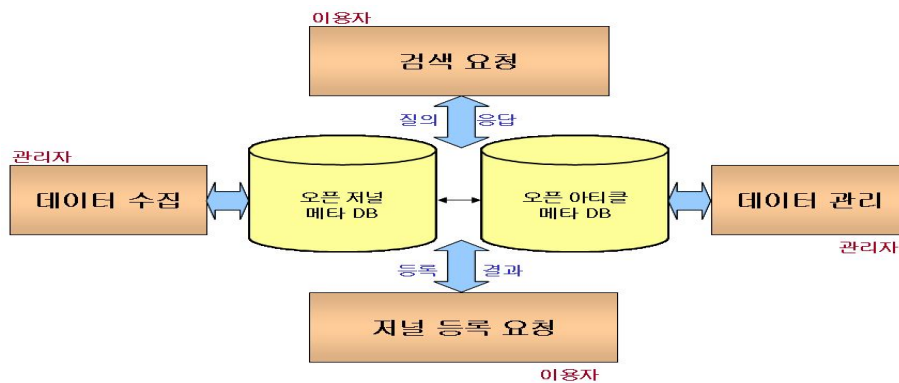 이용자
검색 요청
질의 응답
관리자
데이터 수집
오픈 저널
메타 DB
오픈 아티클
메타 DB
데이터 관리
관리자
등록 결과
저널 등록 요청
이용자